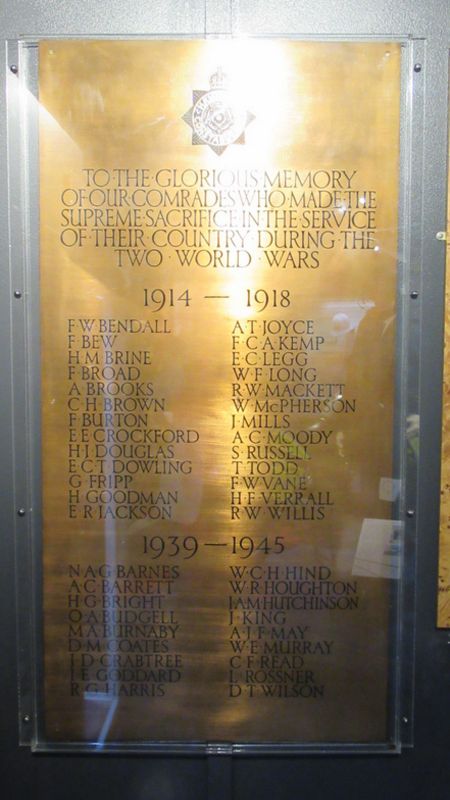 TO·THE·GLORIOUS·MEMORY
OF·OUR·COMRADES·WHO·MADE·THE
SUPREME·SACRIFICE·IN·THE·SERVICE
OF·THEIR·COUNTRY·DURING·THE
TWO·WORLD·WARS
1914 — 1918
F·W·BENDALL
F·BEW
H·M·BRINE
F·BROAD
A·BROOKS
C·H·BROWN
F·BURTON
E·E·CROCKFORD
H·J·DOUGLAS
E·C·T·DOWLING
G·FRIPP
H·GOODMAN
E·R·JACKSON
A·T·JOYCE
F·C·A·KEMP
E·C·LEGG
W·F·LONG
R·W·MACKETT
W·McPHERSON
J·MILLS
A·C·MOODY
S·RUSSELL
T·TODD
F·W·VANE
H·F·VERRALL
R·W·WILLIS
1939 — 1945
N·A·G·BARNES
A·C·BARRETT
H·G·BRIGHT
O·A·BUDGELL
M·A·BURNABY
D·M·COATES
J·D·CRABTREE
J·E·GODDARD
R·G·HARRIS
W·C·H·HIND
W·R·HOUGHTON
J·A·M·HUTCHINSON
J·KING
A·J·F·MAY
W·E·MURRAY
C·F·READ
L·ROSSNER
D·T·WILSON